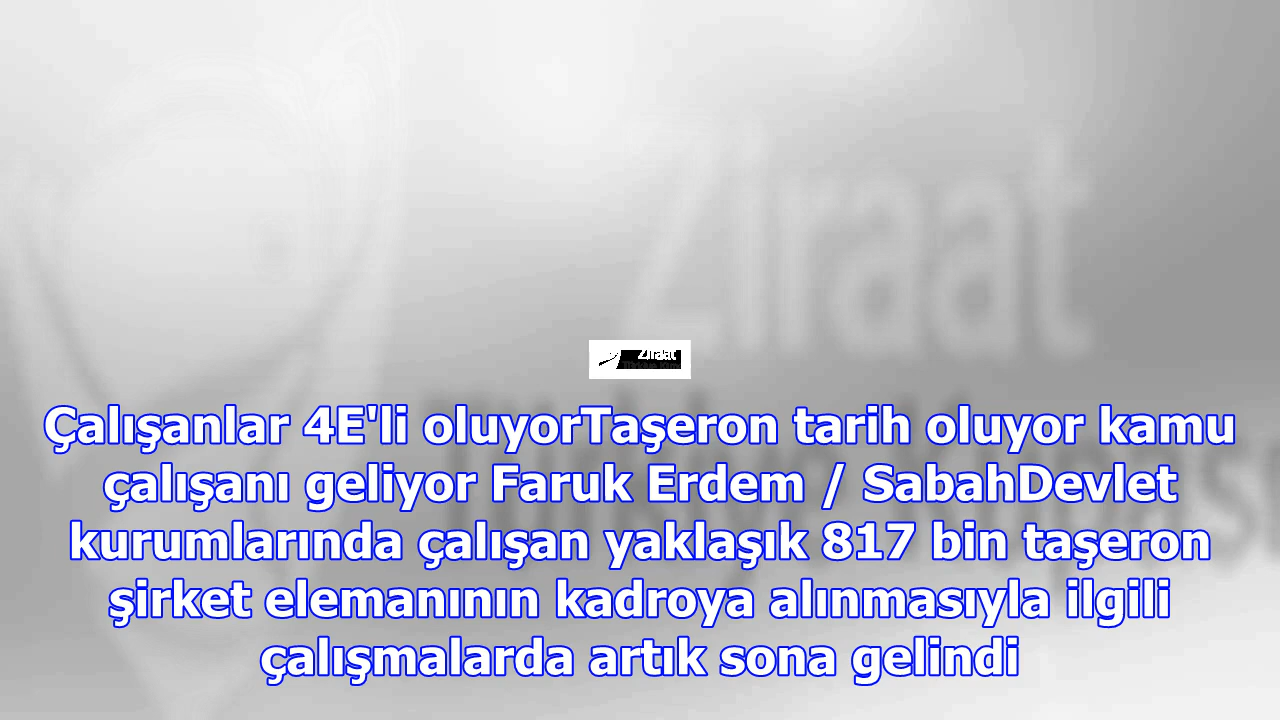 Ziraat
Ziraat
Çalışanlar 4E'li oluyorTaşeron tarih oluyor kamu
çalışanı geliyor Faruk Erdem / SabahDevlet
kurumlarında çalışan yaklaşık 817 bin taşeron
şirket elemanının kadroya alınmasıyla ilgili
çalışmalarda artık sona gelindi